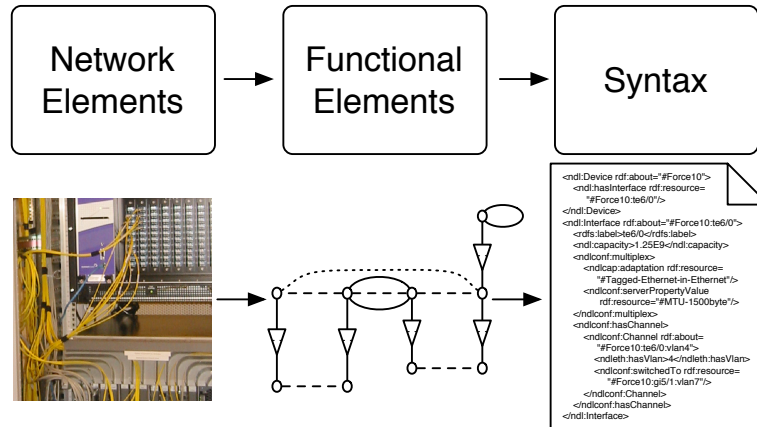 Network
Elements
Functional
Elements
Syntax
<ndl:Device rdf:about="#Force10">
<ndl:hasInterface rdf:resource=
"#Force10:te6/0"/>
</ndl:Device>
<ndl:Interface rdf:about="#Force10:te6/0">
<rdfs:label>te6/0</rdfs:label>
<ndl:capacity>1.25E9</ndl:capacity>
<ndlconf:multiplex>
<ndlcap:adaptation rdf:resource=
"#Tagged-Ethernet-in-Ethernet"/>
<ndlconf:serverPropertyValue
rdf:resource="#MTU-1500byte"/>
</ndlconf:multiplex>
<ndlconf:hasChannel>
<ndlconf:Channel rdf:about=
"#Force10:te6/0:vlan4">
<ndleth:hasVlan>4</ndleth:hasVlan>
<ndlconf:switchedTo rdf:resource=
"#Force10:gi5/1:vlan7"/>
</ndlconf:Channel>
</ndlconf:hasChannel>
</ndl:Interface>